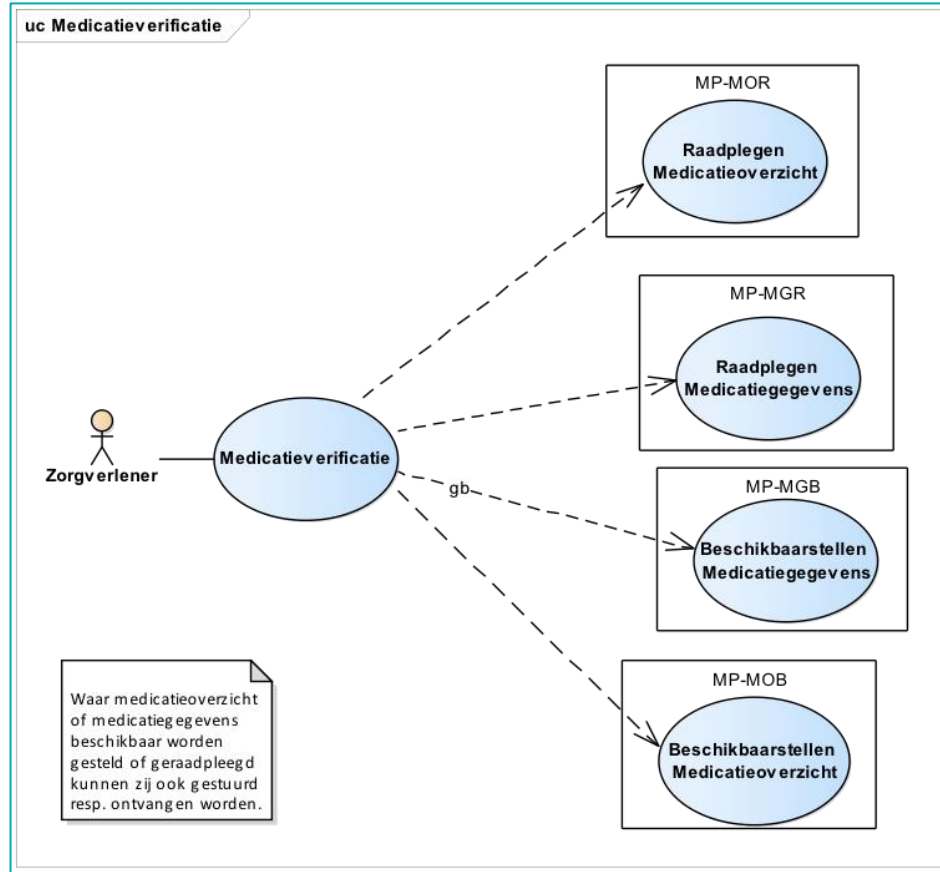 uc Medicatieverificatie
MP-MOR
Raadplegen
Medicatieoverzicht
MP-MGR
Raadplegen
Medicatiegegevens
Zorgverlener
Medicatieverificatie
gb
MP-MGB
Beschikbaarstellen
Medicatiegegevens
MP-MOB
Beschikbaarstellen
Medicatieoverzicht
Waar medicatieoverzicht
of medicatiegegevens
beschikbaar worden
gesteld of geraadpleegd
kunnen zij ook gestuurd
resp. ontvangen worden.